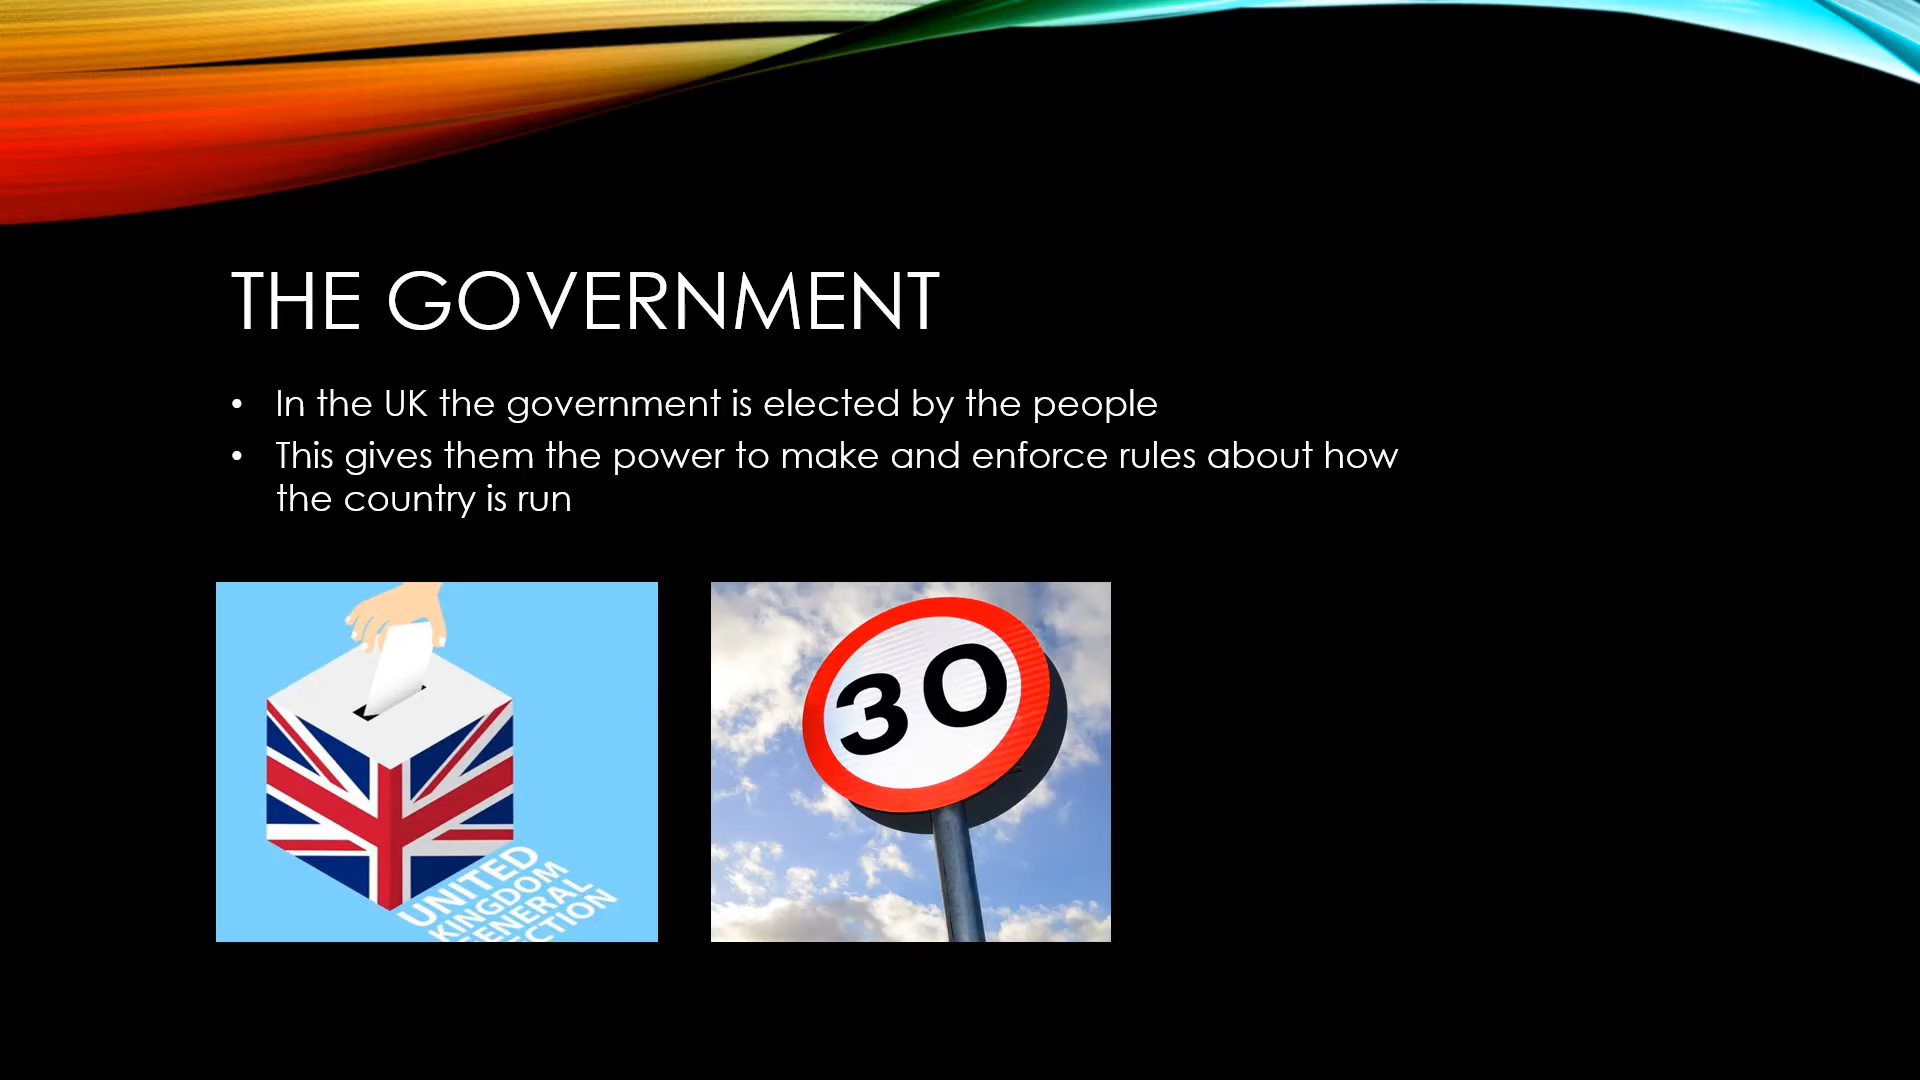 THE GOVERNMENT
• In the UK the government is elected by the people
• This gives them the power to make and enforce rules about how
the country is run
30
UNITED
KINGDOM
GENERAL